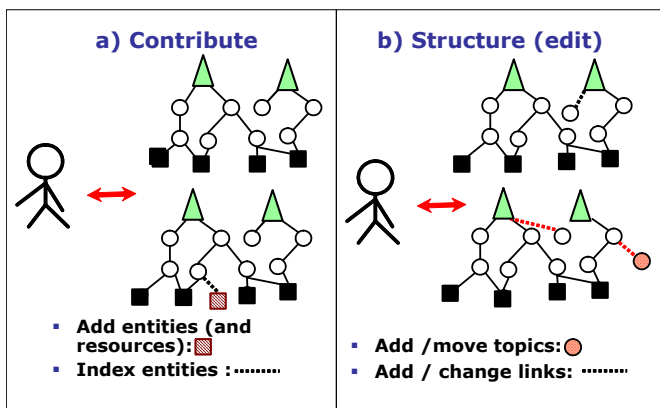 a) Contribute
Add entities (and
resources):
Index entities :
b) Structure (edit)
Add /move topics:
Add / change links: